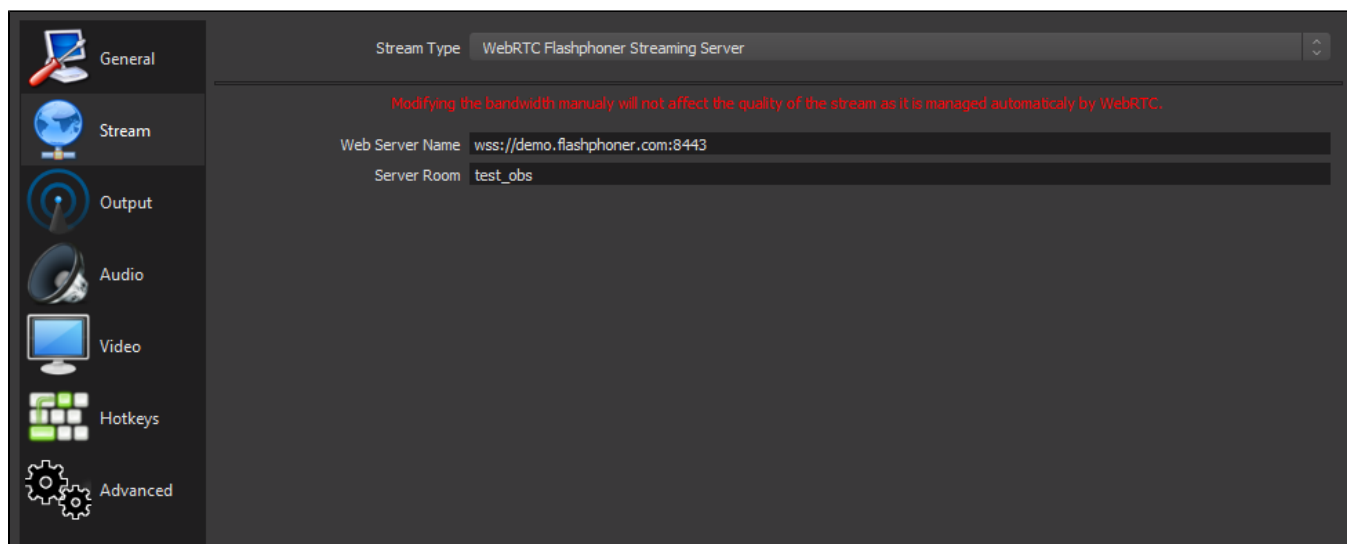 General
Stream
Output
Audio
Video
Hotkeys
Advanced
Stream Type WebRTC Flashphoner Streaming Server
Modifying the bandwidth manualy will not affect the quality of the stream as it is managed automaticaly by WebRTC.
Web Server Name wss://demo.flashphoner.com:8443
Server Room test_obs